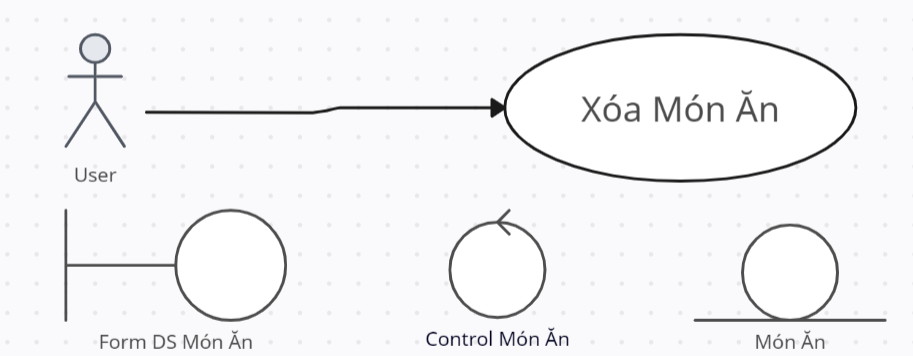 Xóa Món Ăn
User
Form DS Món Ăn
Control Món Ăn
Món Ăn